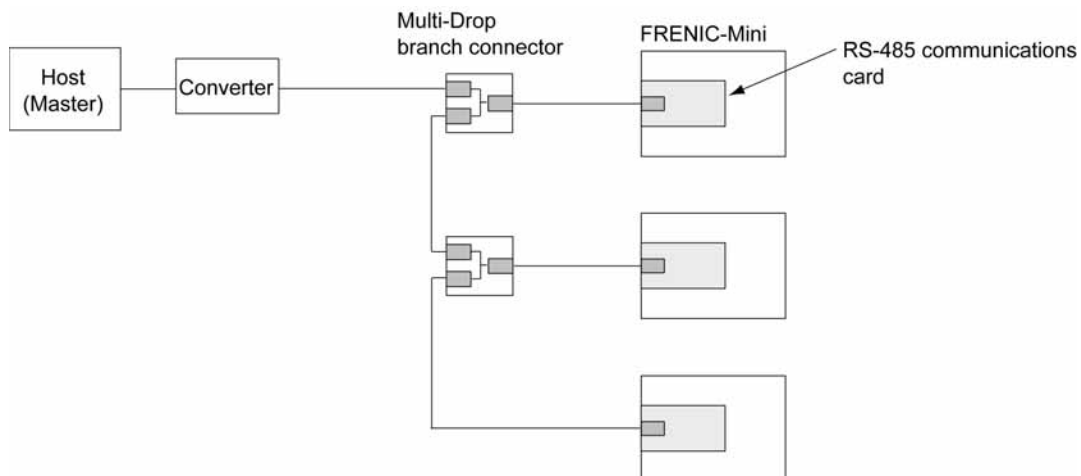 Host
(Master)
Converter
Multi-Drop
branch connector
FRENIC-Mini
RS-485 communications
card